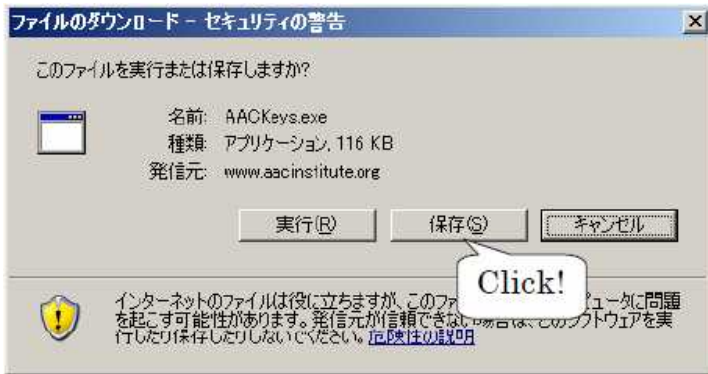 ファイルのダウンロード - セキュリティの警告
このファイルを実行または保存しますか?
名前: AACKeys.exe
種類: アプリケーション, 116 KB
発信元: www.aacinstitute.org
実行(R) 保存(S) キャンセル
Click!
インターネットのファイルは役に立ちますが、このファ ュータに問題
を起こす可能性があります。発信元が信頼できない場合は、このソフトウェアを実
行したり保存したりしないでください。危険性の説明